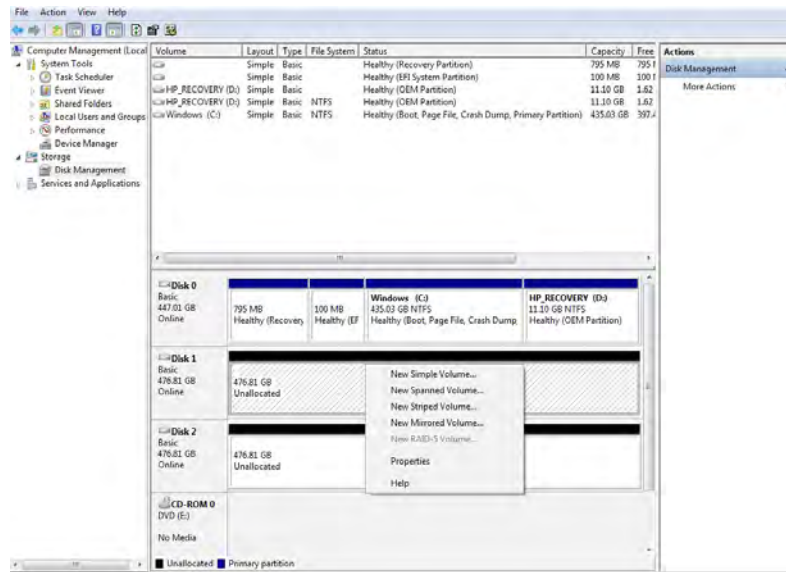 File Action View Help
Computer Management (Local
System Tools
Task Scheduler
Event Viewer
Shared Folders
Local Users and Groups
Performance
Device Manager
Storage
Disk Management
Services and Applications
Volume Layout Type File System Status Capacity Free
Simple Basic Healthy (Recovery Partition) 795 MB 795
Simple Basic Healthy (EFI System Partition) 100 MB 100
HP_RECOVERY (D:) Simple Basic Healthy (OEM Partition) 11.10 GB 1.62
HP_RECOVERY (D:) Simple Basic NTFS Healthy (OEM Partition) 11.10 GB 1.62
Windows (C:) Simple Basic NTFS Healthy (Boot, Page File, Crash Dump, Primary Partition) 435.03 GB 397.
Actions
Disk Management
More Actions
Disk 0
Basic
447.01 GB
Online
795 MB
Healthy (Recovery
100 MB
Healthy (EF
Windows (C:)
435.03 GB NTFS
Healthy (Boot, Page File, Crash Dump
HP_RECOVERY (D:)
11.10 GB NTFS
Healthy (OEM Partition)
Disk 1
Basic
476.81 GB
Online
476.81 GB
Unallocated
New Simple Volume...
New Spanned Volume...
New Striped Volume...
New Mirrored Volume...
New RAID-5 Volume...
Properties
Help
Disk 2
Basic
476.81 GB
Online
476.81 GB
Unallocated
CD-ROM 0
DVD (E:)
No Media
Unallocated Primary partition